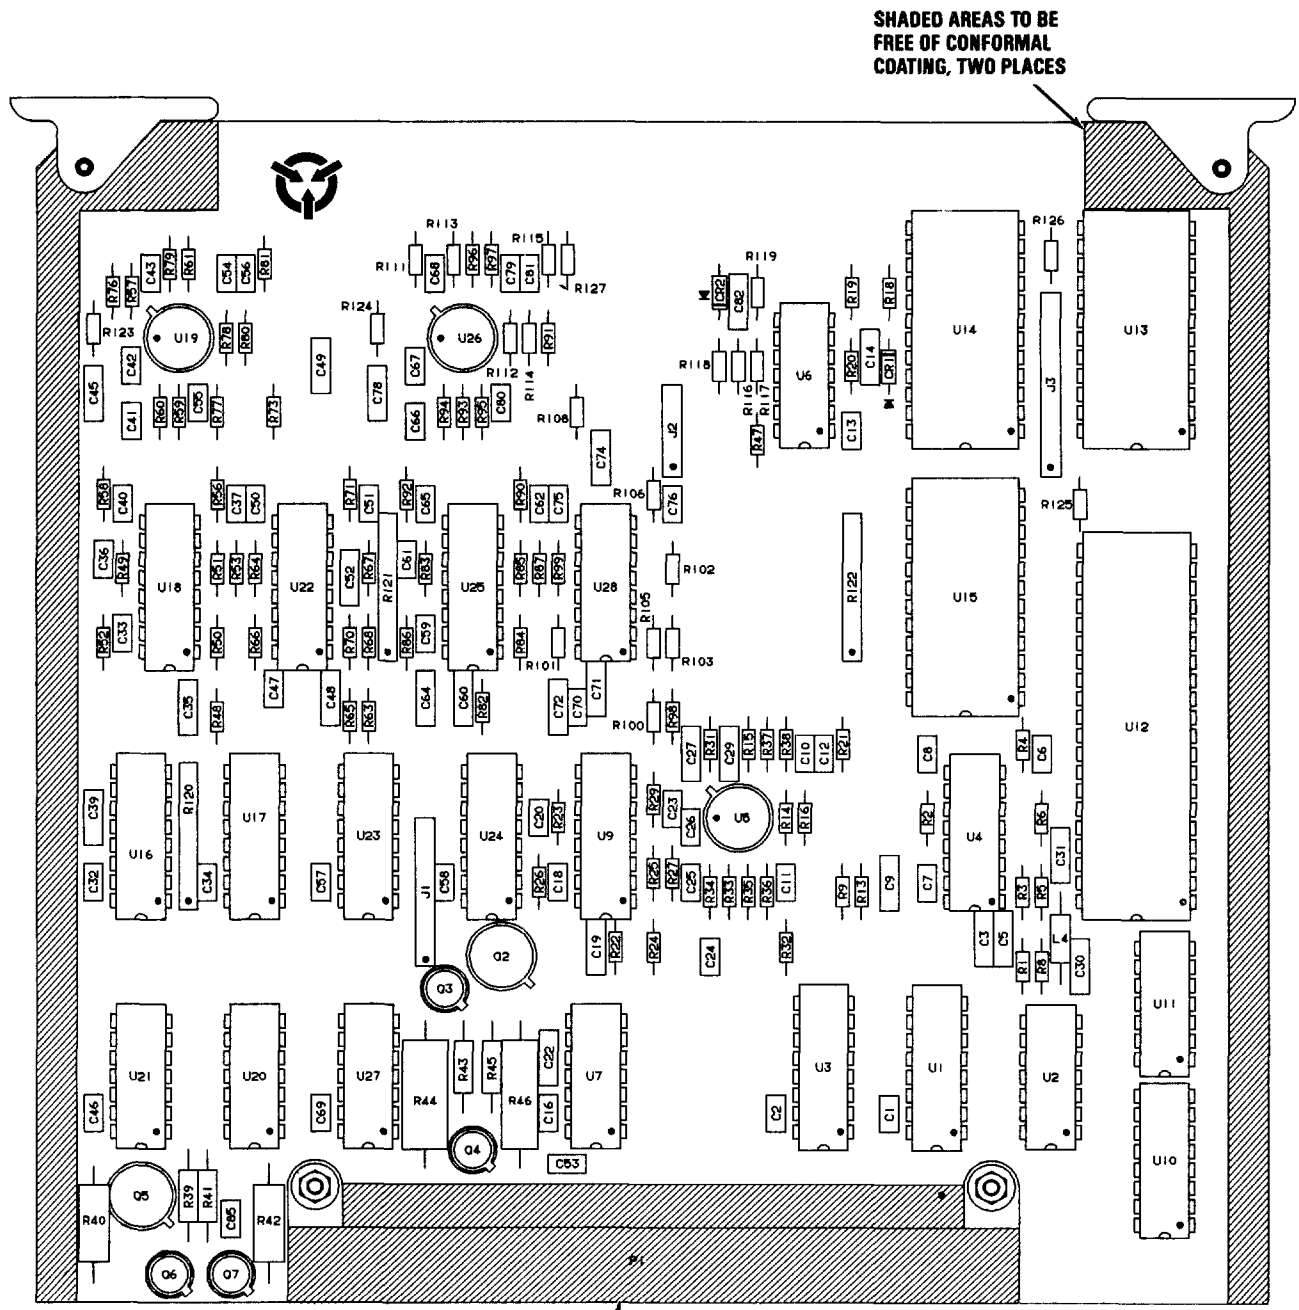 SHADED AREAS TO BE
FREE OF CONFORMAL
COATING, TWO PLACES
R113
R115
R126
R111
C68
R96
R97
C79
C81
R127
R119
C43
R79
R61
C54
C56
R81
R76
R57
CR2
C82
R19
R18
R123
U19
R78
R80
R124
U26
R91
R112
R114
U14
U13
C42
C45
C49
C78
C67
R118
R116
R117
U6
R20
C14
CR1
J3
C41
R60
R59
C55
R77
R73
C66
R94
R93
R95
C80
R108
J2
R47
C13
C74
R58
C40
R56
C37
C50
R71
C51
R92
C65
R90
C62
C75
R106
C76
R125
C36
R49
U18
R51
R53
R64
U22
C52
R67
R121
C61
R83
U25
R85
R87
R99
U28
R102
R105
R122
U15
R52
C33
R50
R66
R70
R68
R86
C59
R84
R101
R103
C35
R48
C47
C48
R65
R63
C64
C60
R82
C72
C70
C71
R100
R98
U12
C27
R31
C29
R15
R37
R38
C10
C12
R21
C8
R4
C6
C39
U16
R120
U17
U23
U24
C20
R23
U9
R29
C23
C26
U5
R14
R16
R2
U4
R6
C31
C32
C34
C57
J1
C58
R26
C18
R25
R27
C25
R34
R33
R35
R36
C11
R9
R13
C9
C7
R3
R5
Q2
C19
R22
R24
C24
R32
C3
C5
L4
R1
R8
C30
Q3
U11
U21
U20
U27
R44
R43
R45
R46
C22
C16
U7
U3
U1
U2
C46
C69
Q4
C53
C2
C1
U10
R40
Q5
R39
R41
C85
R42
Q6
Q7
P1